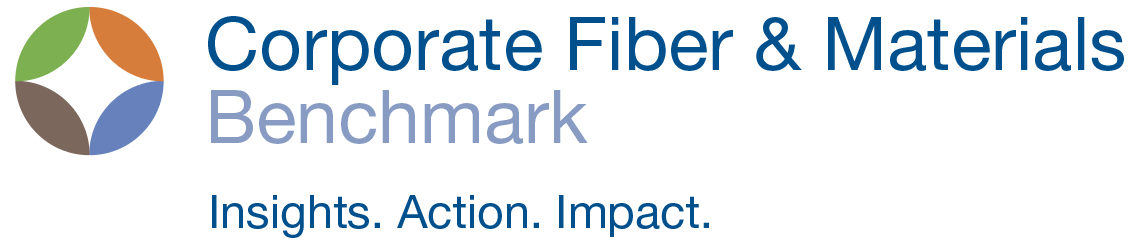 Corporate Fiber & Materials
Benchmark
Insights. Action. Impact.